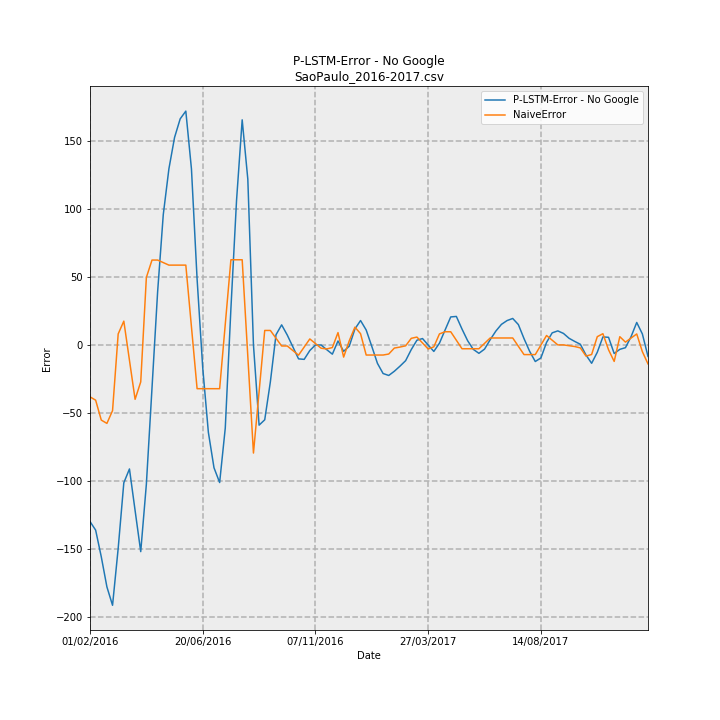 P-LSTM-Error - No Google
SaoPaulo_2016-2017.csv
P-LSTM-Error - No Google
NaiveError
150
100
50
0
−50
−100
−150
−200
Error
01/02/2016 20/06/2016 07/11/2016 27/03/2017 14/08/2017
Date